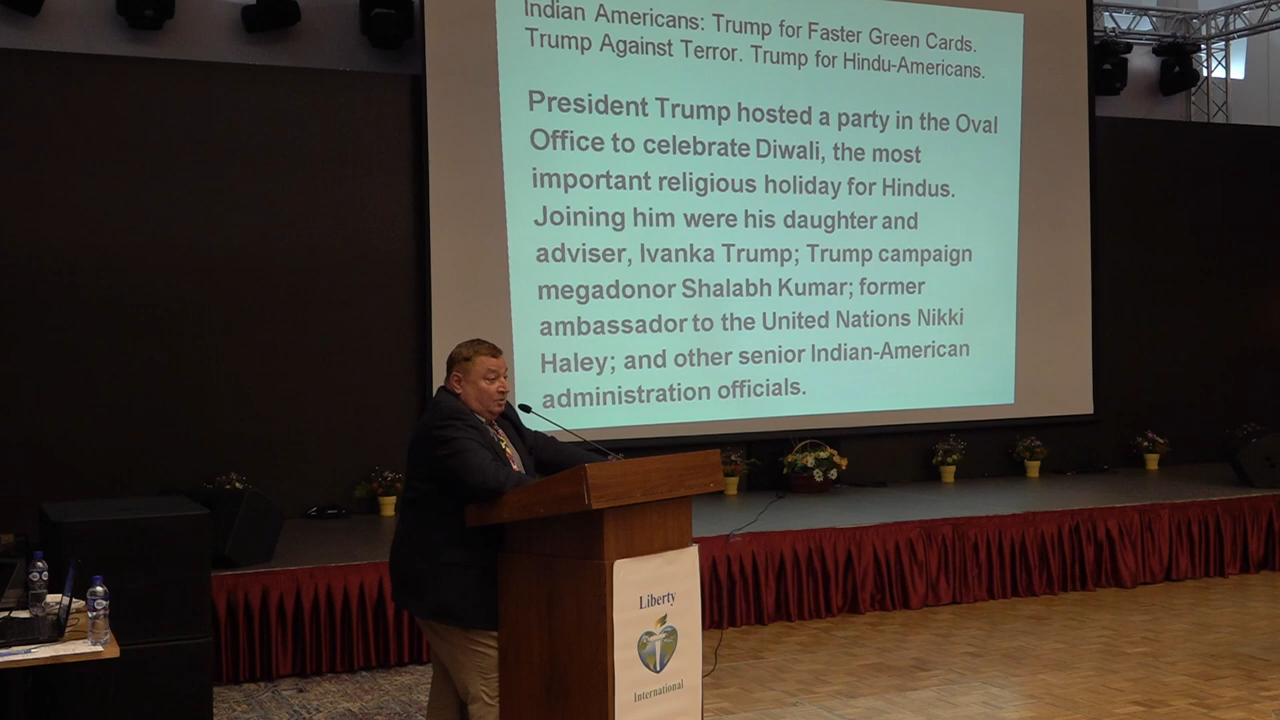 Indian Americans: Trump for Faster Green Cards.
Trump Against Terror. Trump for Hindu-Americans.
President Trump hosted a party in the Oval
Office to celebrate Diwali, the most
important religious holiday for Hindus.
Joining him were his daughter and
adviser, Ivanka Trump; Trump campaign
megadonor Shalabh Kumar; former
ambassador to the United Nations Nikki
Haley; and other senior Indian-American
administration officials.
Liberty
International